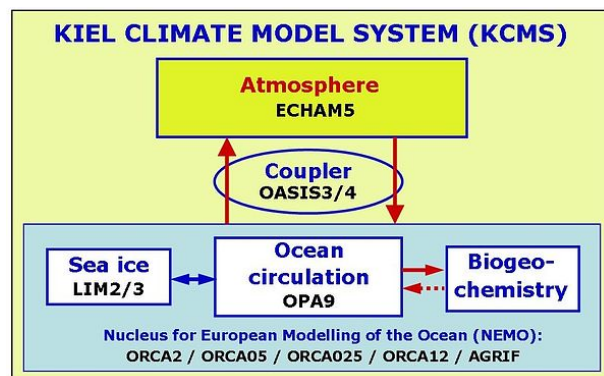 KIEL CLIMATE MODEL SYSTEM (KCMS)
Atmosphere
ECHAM5
Coupler
OASIS3/4
Sea ice
LIM2/3
Ocean
circulation
OPA9
Biogeo-
chemistry
Nucleus for European Modelling of the Ocean (NEMO):
ORCA2 / ORCA05 / ORCA025 / ORCA12 / AGRIF